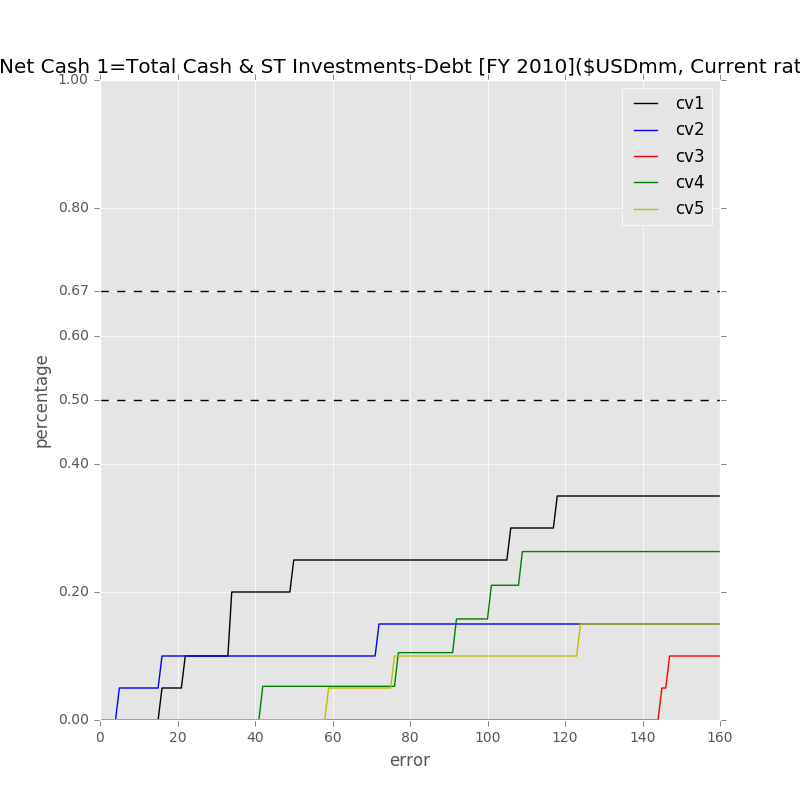 Net Cash 1=Total Cash & ST Investments-Debt [FY 2010]($USDmm, Current rat
1.00
0.80
0.67
0.60
0.50
0.40
0.20
0.00
percentage
cv1
cv2
cv3
cv4
cv5
0 20 40 60 80 100 120 140 160
error